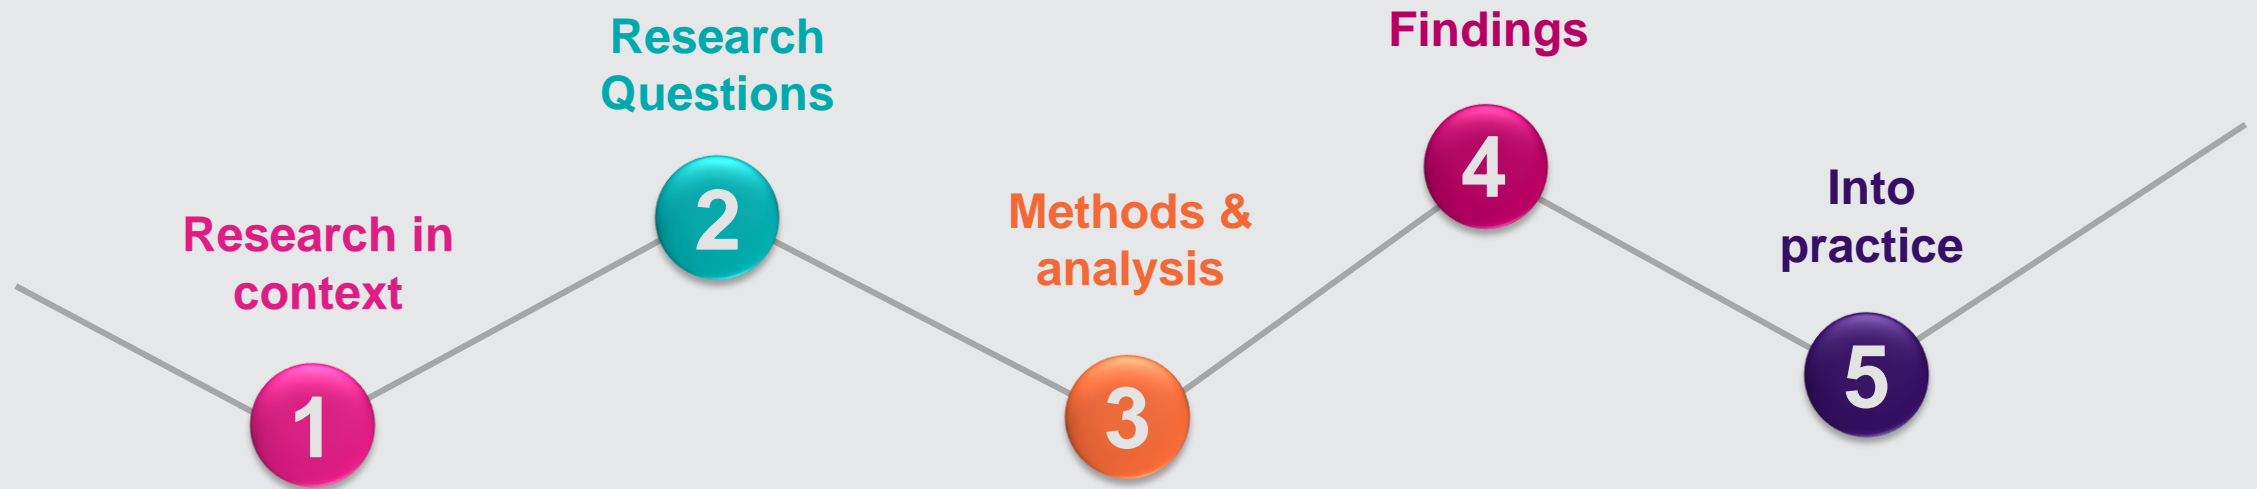 Research in
context
1
Research
Questions
2
Methods &
analysis
3
Findings
4
Into
practice
5